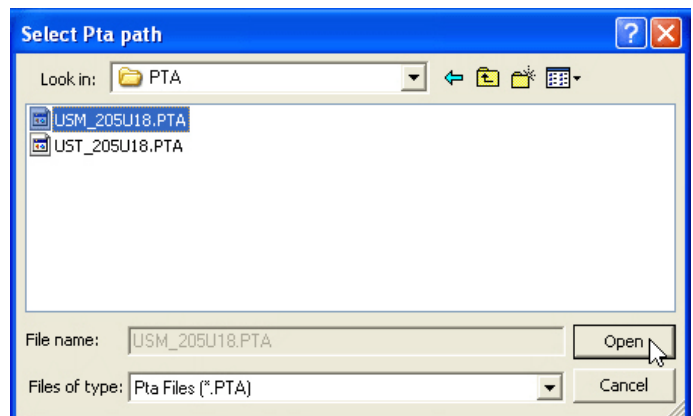 Select Pta path
Look in: PTA
USM_205U18.PTA
UST_205U18.PTA
File name: USM_205U18.PTA Open
Files of type: Pta Files (*.PTA) Cancel